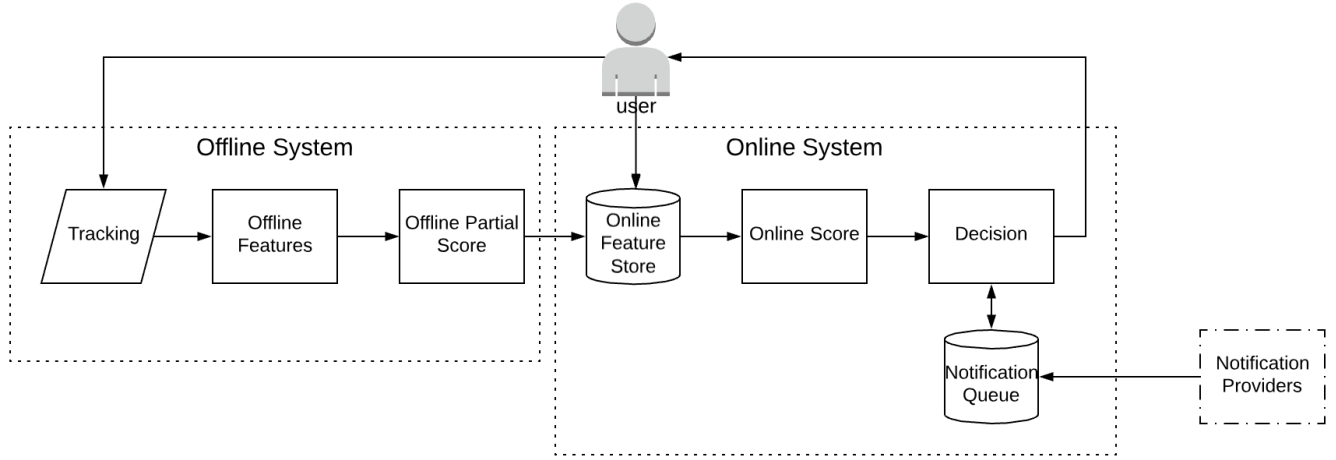 user
Offline System
Online System
Tracking
Offline
Features
Offline Partial
Score
Online
Feature
Store
Online Score
Decision
Notification
Queue
Notification
Providers